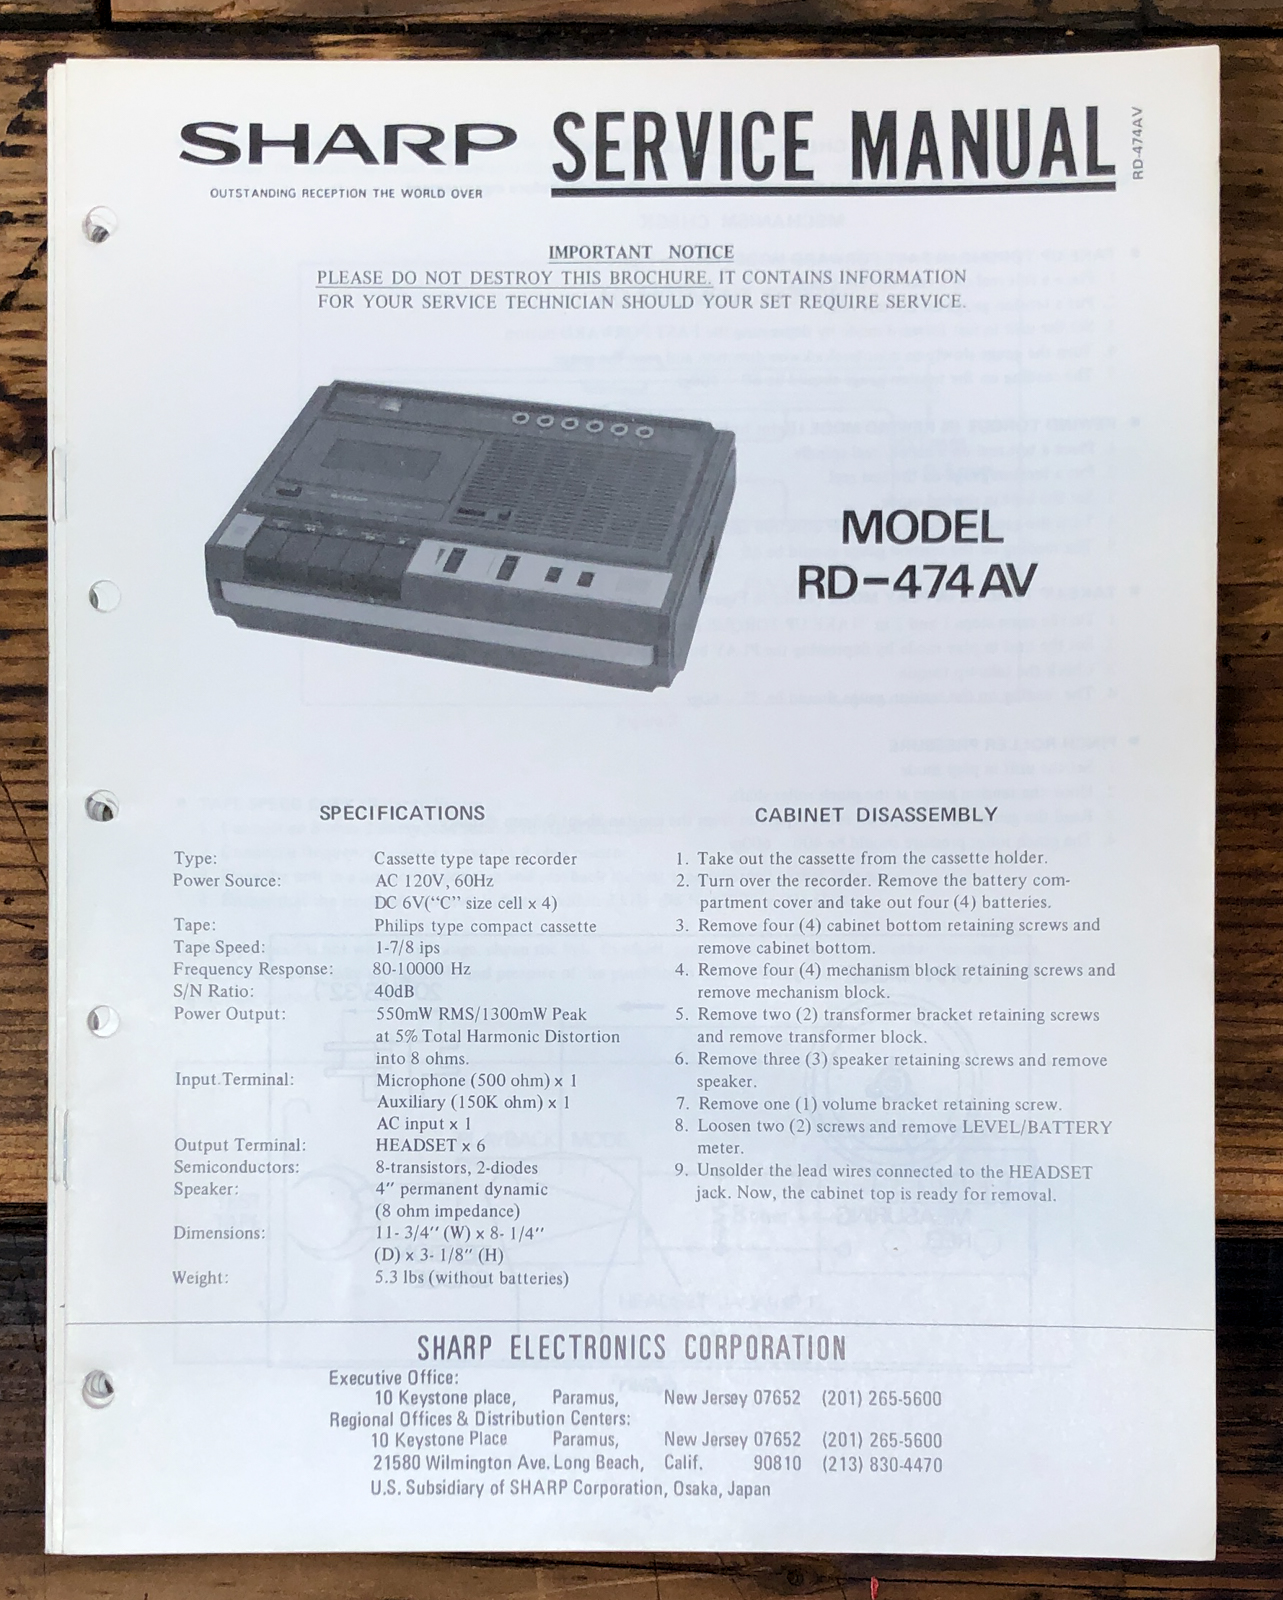 SHARP SERVICE MANUAL
RD-474AV
OUTSTANDING RECEPTION THE WORLD OVER
IMPORTANT NOTICE
PLEASE DO NOT DESTROY THIS BROCHURE. IT CONTAINS INFORMATION
FOR YOUR SERVICE TECHNICIAN SHOULD YOUR SET REQUIRE SERVICE.
MODEL
RD-474AV
SPECIFICATIONS
Type: Cassette type tape recorder
Power Source: AC 120V, 60Hz
DC 6V("C" size cell x 4)
Tape: Philips type compact cassette
Tape Speed: 1-7/8 ips
Frequency Response: 80-10000 Hz
S/N Ratio: 40dB
Power Output: 550mW RMS/1300mW Peak
at 5% Total Harmonic Distortion
into 8 ohms.
Input Terminal: Microphone (500 ohm) x 1
Auxiliary (150K ohm) x 1
AC input x 1
Output Terminal: HEADSET x 6
Semiconductors: 8-transistors, 2-diodes
Speaker: 4" permanent dynamic
(8 ohm impedance)
Dimensions: 11- 3/4" (W) x 8- 1/4"
(D) x 3- 1/8" (H)
Weight: 5.3 lbs (without batteries)
CABINET DISASSEMBLY
1. Take out the cassette from the cassette holder.
2. Turn over the recorder. Remove the battery com-
partment cover and take out four (4) batteries.
3. Remove four (4) cabinet bottom retaining screws and
remove cabinet bottom.
4. Remove four (4) mechanism block retaining screws and
remove mechanism block.
5. Remove two (2) transformer bracket retaining screws
and remove transformer block.
6. Remove three (3) speaker retaining screws and remove
speaker.
7. Remove one (1) volume bracket retaining screw.
8. Loosen two (2) screws and remove LEVEL/BATTERY
meter.
9. Unsolder the lead wires connected to the HEADSET
jack. Now, the cabinet top is ready for removal.
SHARP ELECTRONICS CORPORATION
Executive Office:
10 Keystone place, Paramus, New Jersey 07652 (201) 265-5600
Regional Offices & Distribution Centers:
10 Keystone Place Paramus, New Jersey 07652 (201) 265-5600
21580 Wilmington Ave. Long Beach, Calif. 90810 (213) 830-4470
U.S. Subsidiary of SHARP Corporation, Osaka, Japan